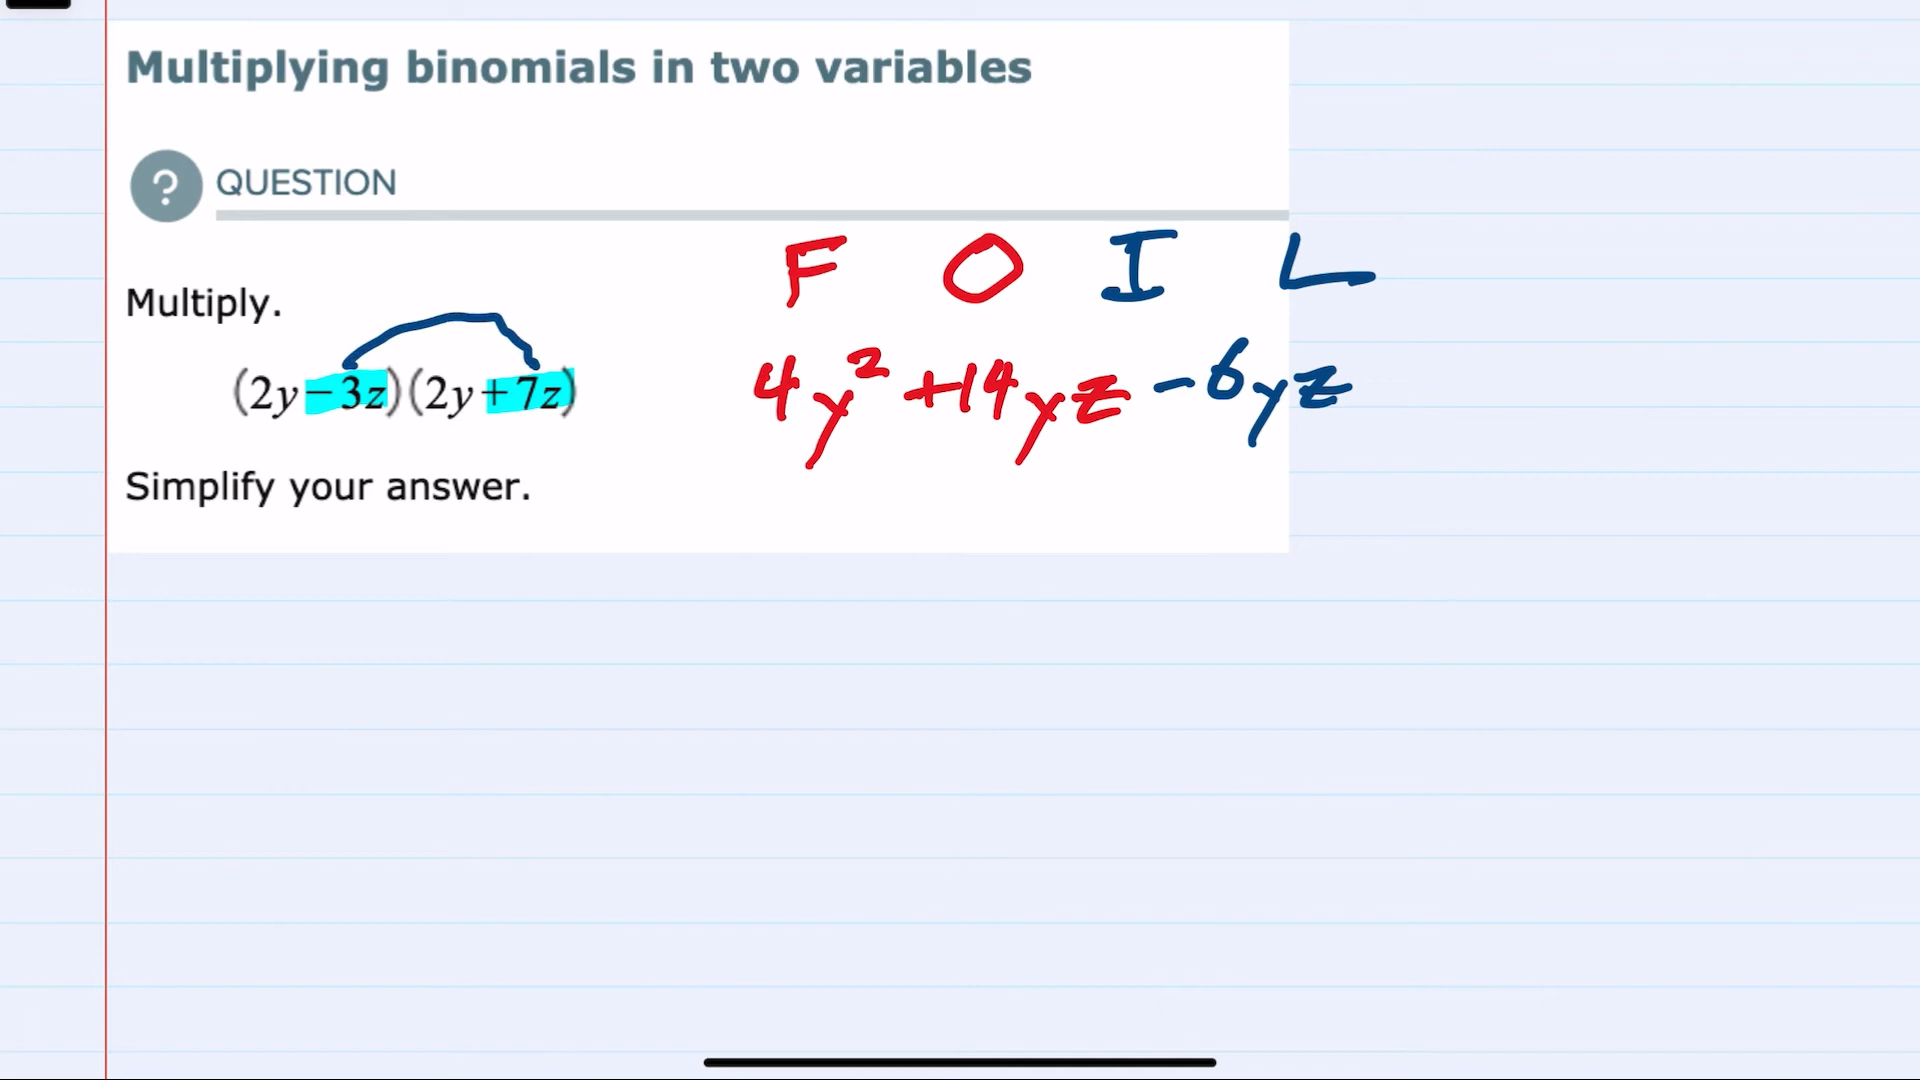 Multiplying binomials in two variables
? QUESTION
F O I L
Multiply.
(2y−3z)(2y+7z)
4y² +14yz −6yz
Simplify your answer.